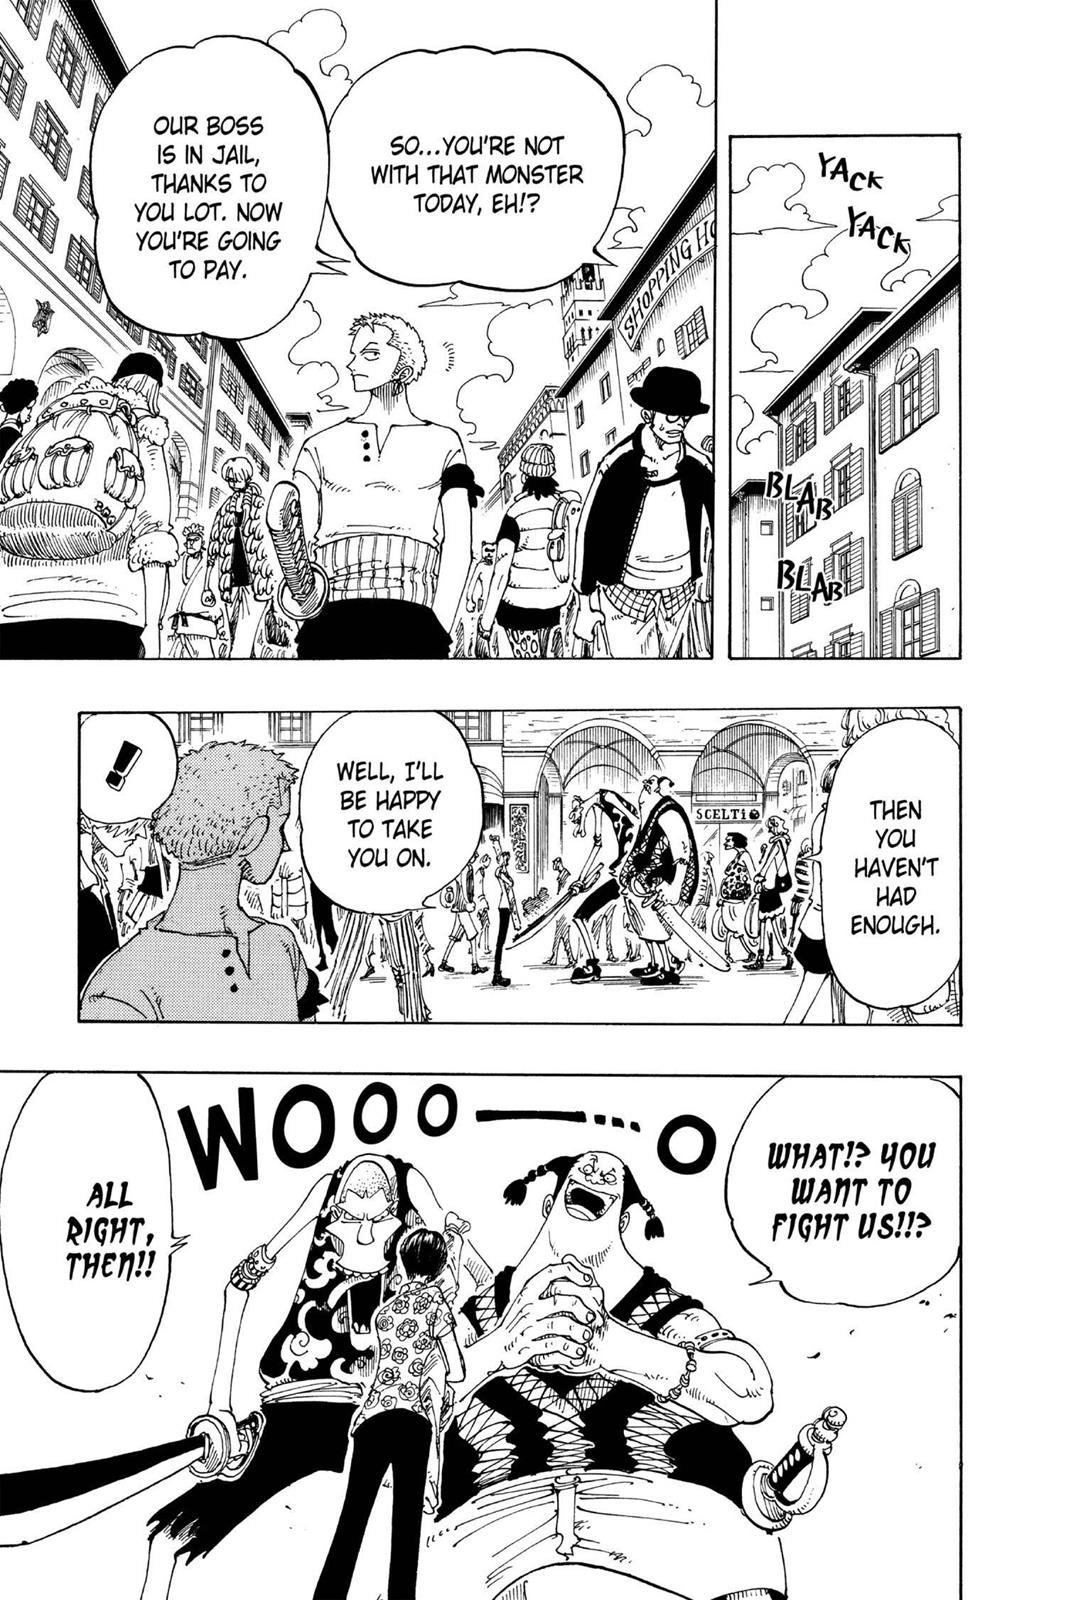 YACK
YACK
BLAB
BLAB
SO...YOU'RE NOT
WITH THAT MONSTER
TODAY, EH!?
OUR BOSS
IS IN JAIL,
THANKS TO
YOU LOT. NOW
YOU'RE GOING
TO PAY.
SHOPPING HO
THEN
YOU
HAVEN'T
HAD
ENOUGH.
SCELTI
WELL, I'LL
BE HAPPY
TO TAKE
YOU ON.
!
WHAT!? YOU
WANT TO
FIGHT US!!?
WOOO—...O
ALL
RIGHT,
THEN!!